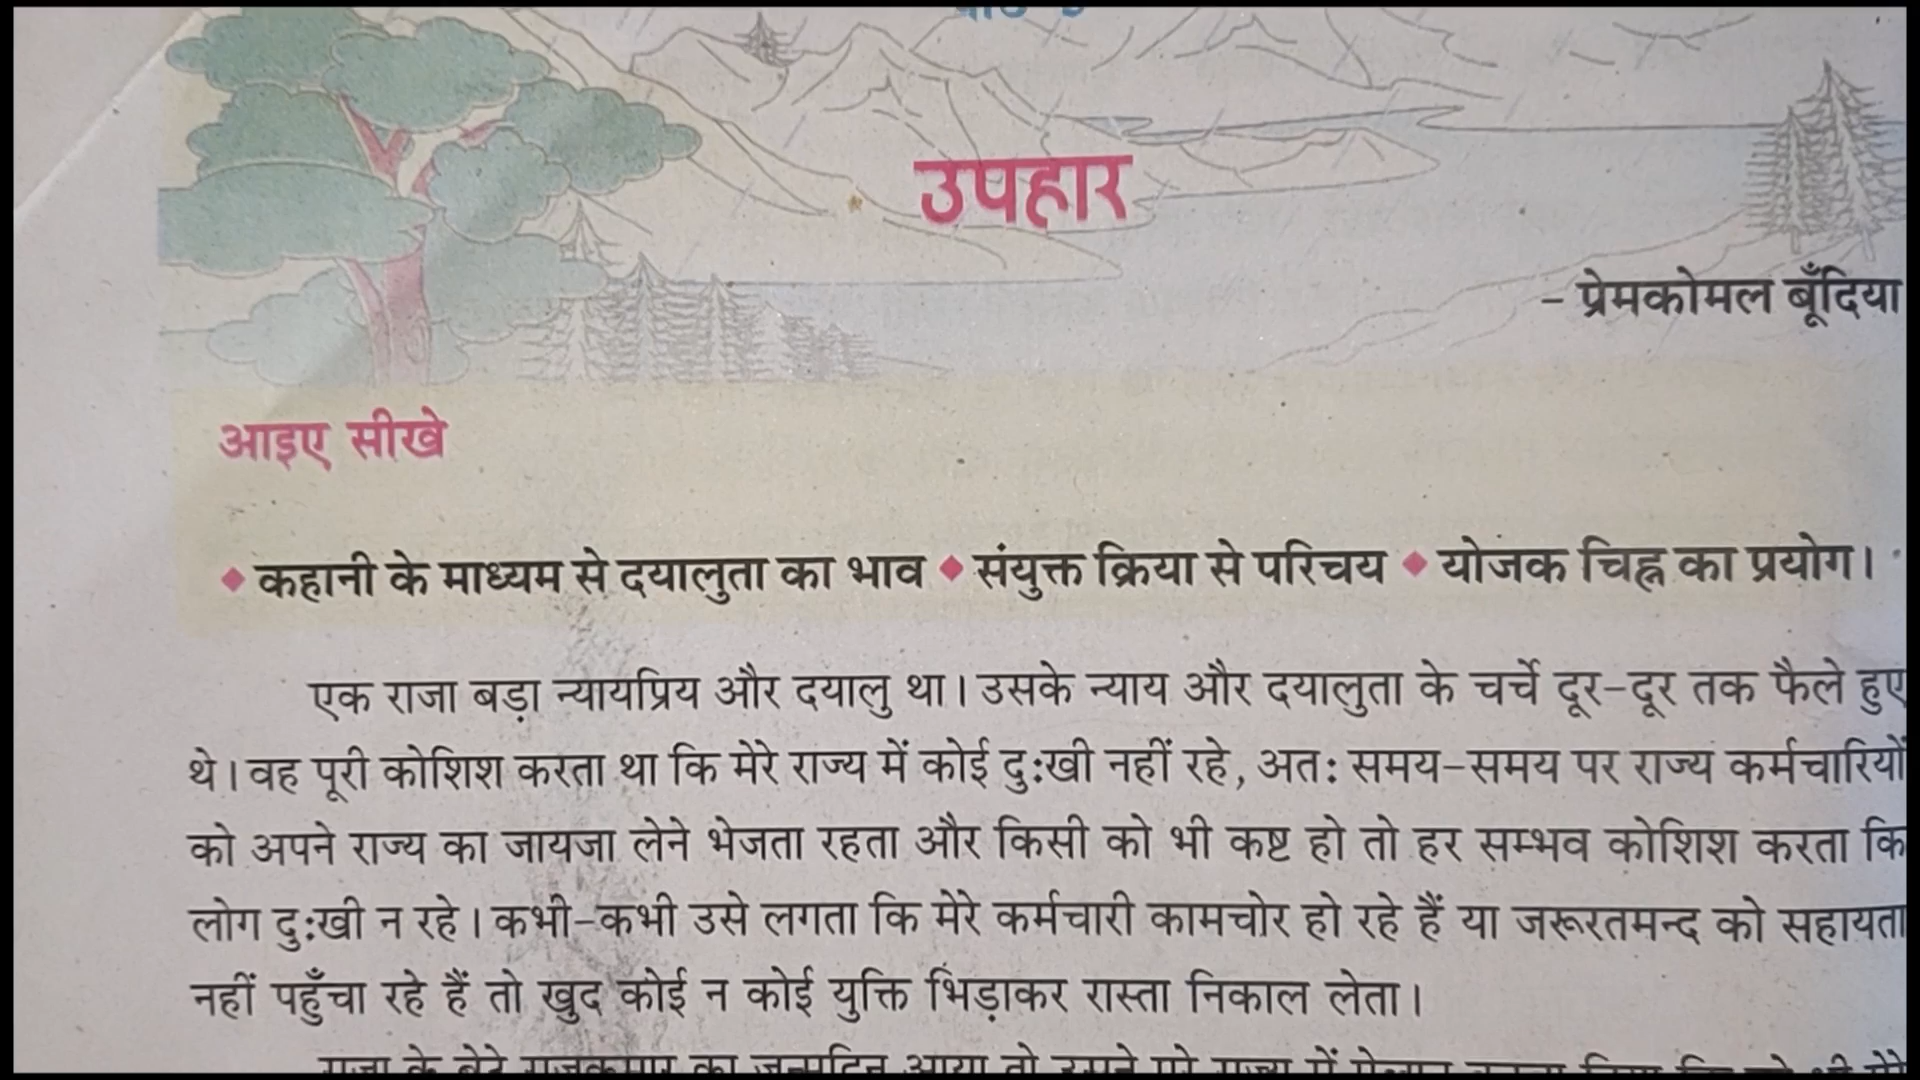 उपहार
– प्रेमकोमल बूँदिया
आइए सीखे
◆ कहानी के माध्यम से दयालुता का भाव ◆ संयुक्त क्रिया से परिचय ◆ योजक चिह्न का प्रयोग।
एक राजा बड़ा न्यायप्रिय और दयालु था। उसके न्याय और दयालुता के चर्चे दूर-दूर तक फैले हुए
थे। वह पूरी कोशिश करता था कि मेरे राज्य में कोई दुःखी नहीं रहे, अतः समय-समय पर राज्य कर्मचारियों
को अपने राज्य का जायजा लेने भेजता रहता और किसी को भी कष्ट हो तो हर सम्भव कोशिश करता कि
लोग दुःखी न रहे। कभी-कभी उसे लगता कि मेरे कर्मचारी कामचोर हो रहे हैं या जरूरतमन्द को सहायता
नहीं पहुँचा रहे हैं तो खुद कोई न कोई युक्ति भिड़ाकर रास्ता निकाल लेता।